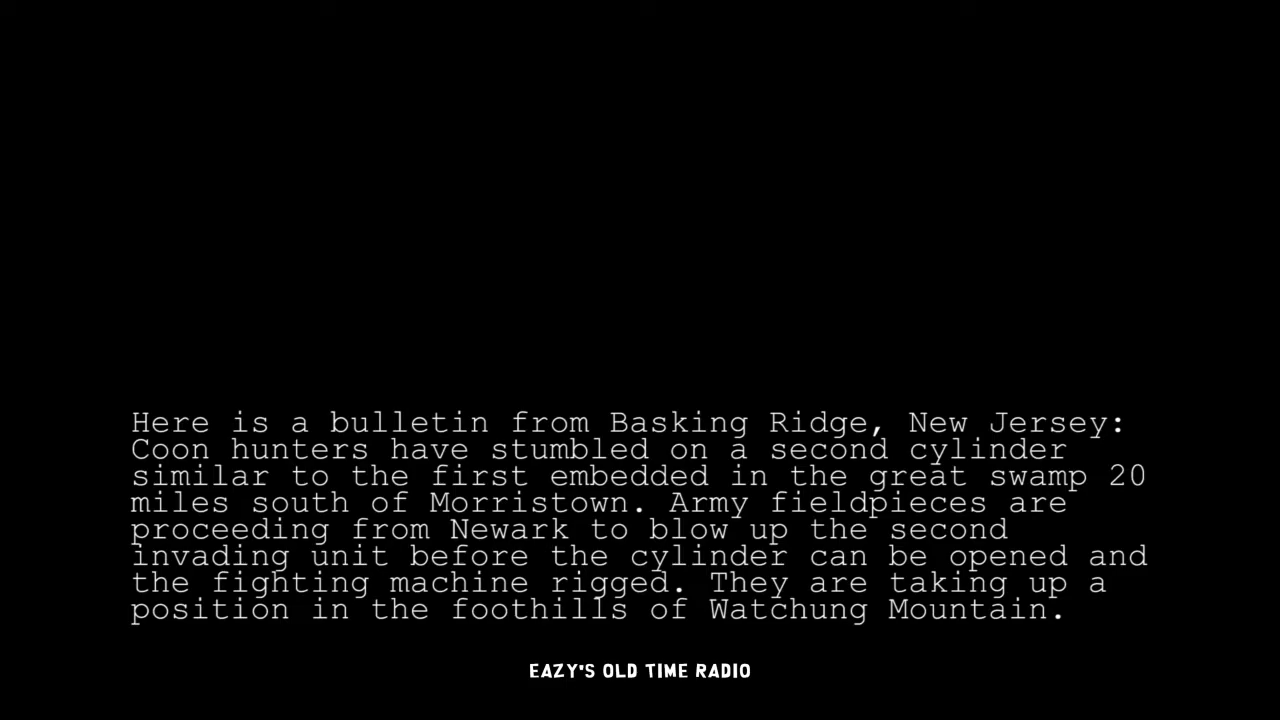 Here is a bulletin from Basking Ridge, New Jersey:
Coon hunters have stumbled on a second cylinder
similar to the first embedded in the great swamp 20
miles south of Morristown. Army fieldpieces are
proceeding from Newark to blow up the second
invading unit before the cylinder can be opened and
the fighting machine rigged. They are taking up a
position in the foothills of Watchung Mountain.
EAZY'S OLD TIME RADIO